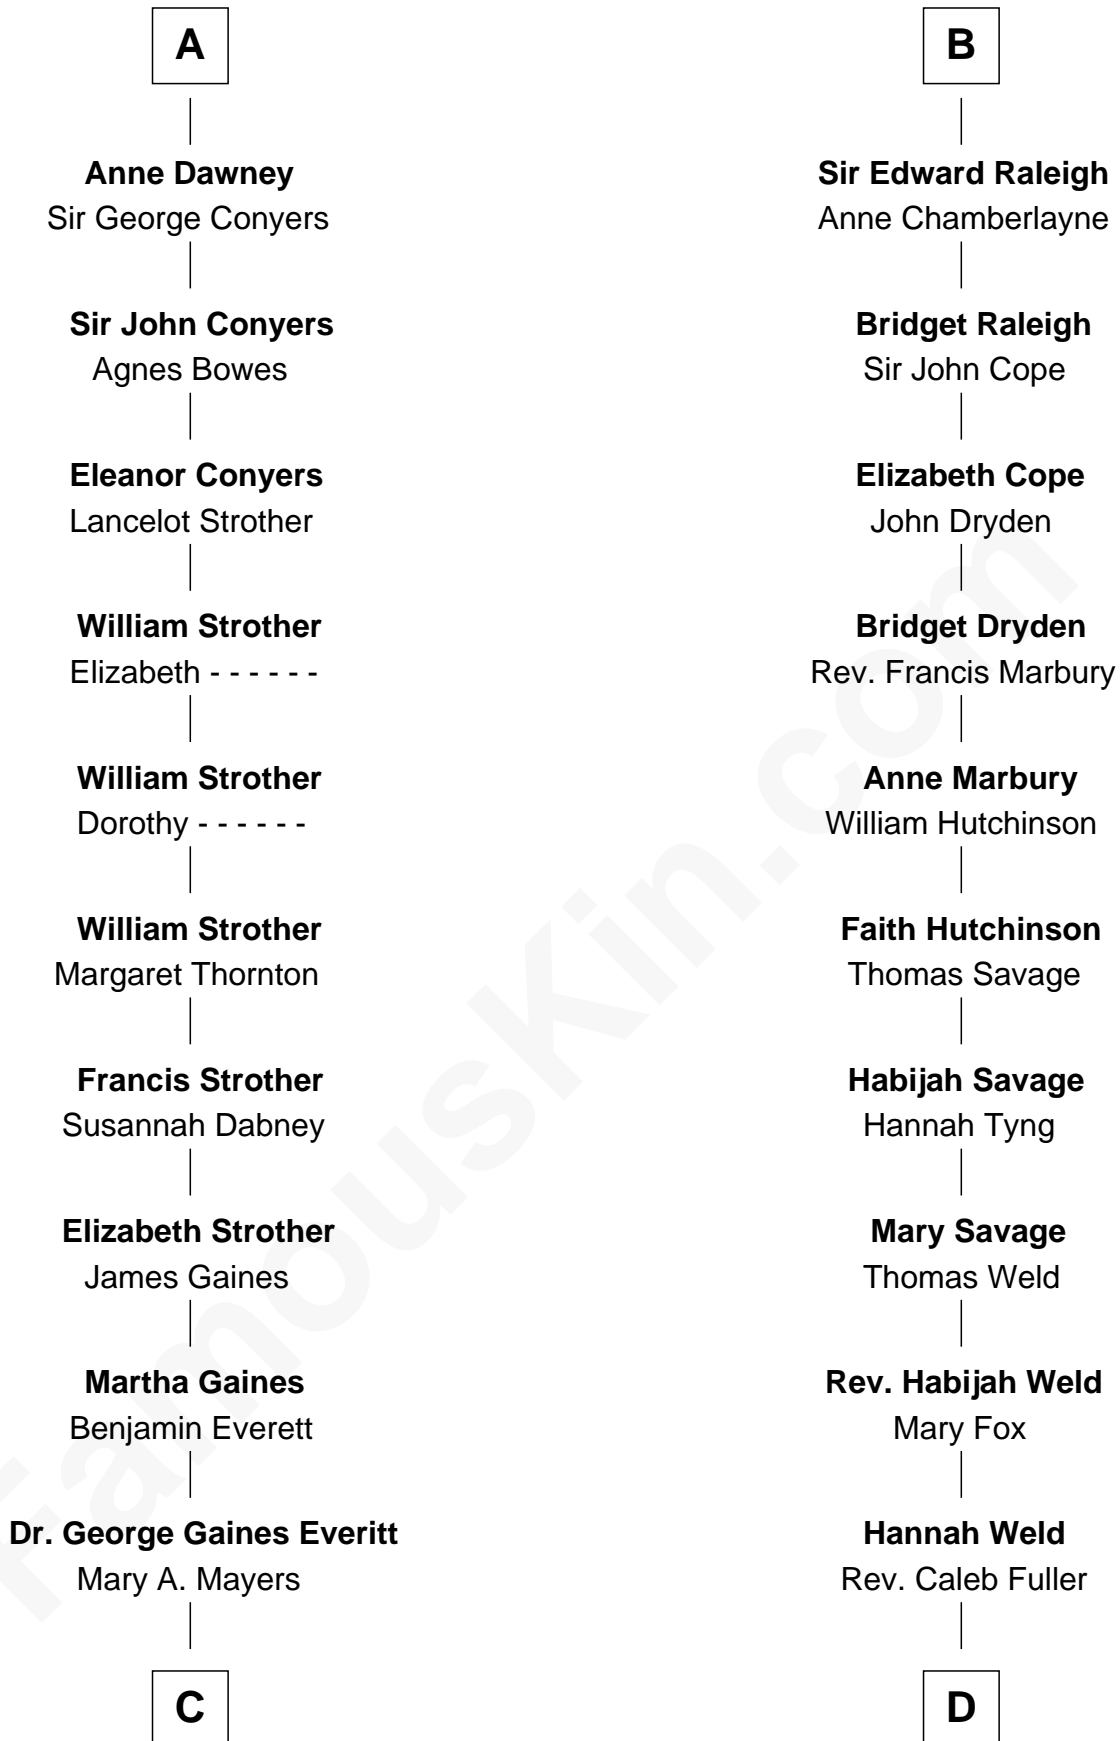 A
Anne Dawney
Sir George Conyers
Sir John Conyers
Agnes Bowes
Eleanor Conyers
Lancelot Strother
William Strother
Elizabeth - - - - - -
William Strother
Dorothy - - - - - -
William Strother
Margaret Thornton
Francis Strother
Susannah Dabney
Elizabeth Strother
James Gaines
Martha Gaines
Benjamin Everett
Dr. George Gaines Everitt
Mary A. Mayers
C
B
Sir Edward Raleigh
Anne Chamberlayne
Bridget Raleigh
Sir John Cope
Elizabeth Cope
John Dryden
Bridget Dryden
Rev. Francis Marbury
Anne Marbury
William Hutchinson
Faith Hutchinson
Thomas Savage
Habijah Savage
Hannah Tyng
Mary Savage
Thomas Weld
Rev. Habijah Weld
Mary Fox
Hannah Weld
Rev. Caleb Fuller
D
FamousKin.com